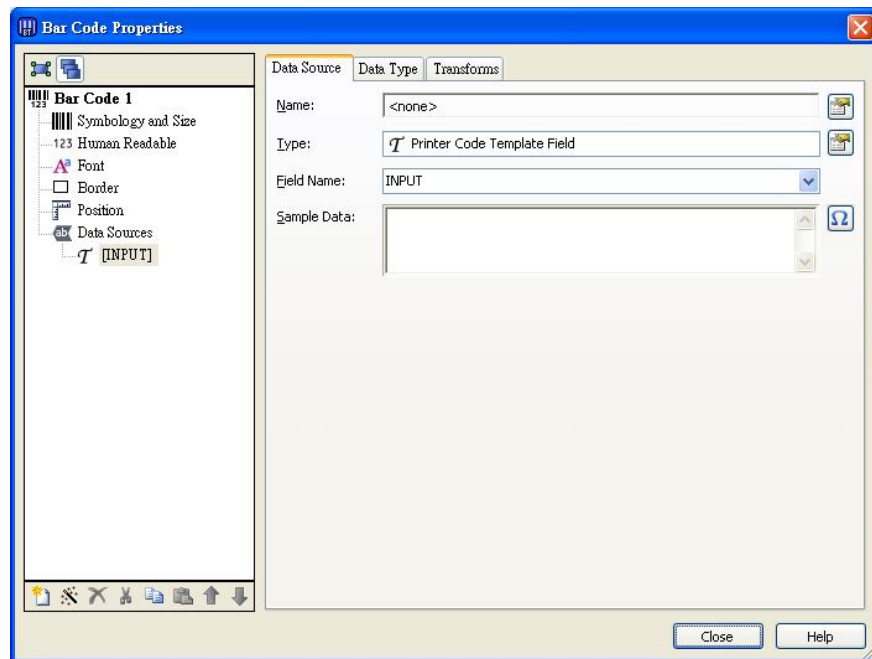 Bar Code Properties
Data Source Data Type Transforms
Bar Code 1
Symbology and Size
123 Human Readable
Font
Border
Position
Data Sources
[INPUT]
Name: <none>
Type: T Printer Code Template Field
Field Name: INPUT
Sample Data:
Close Help